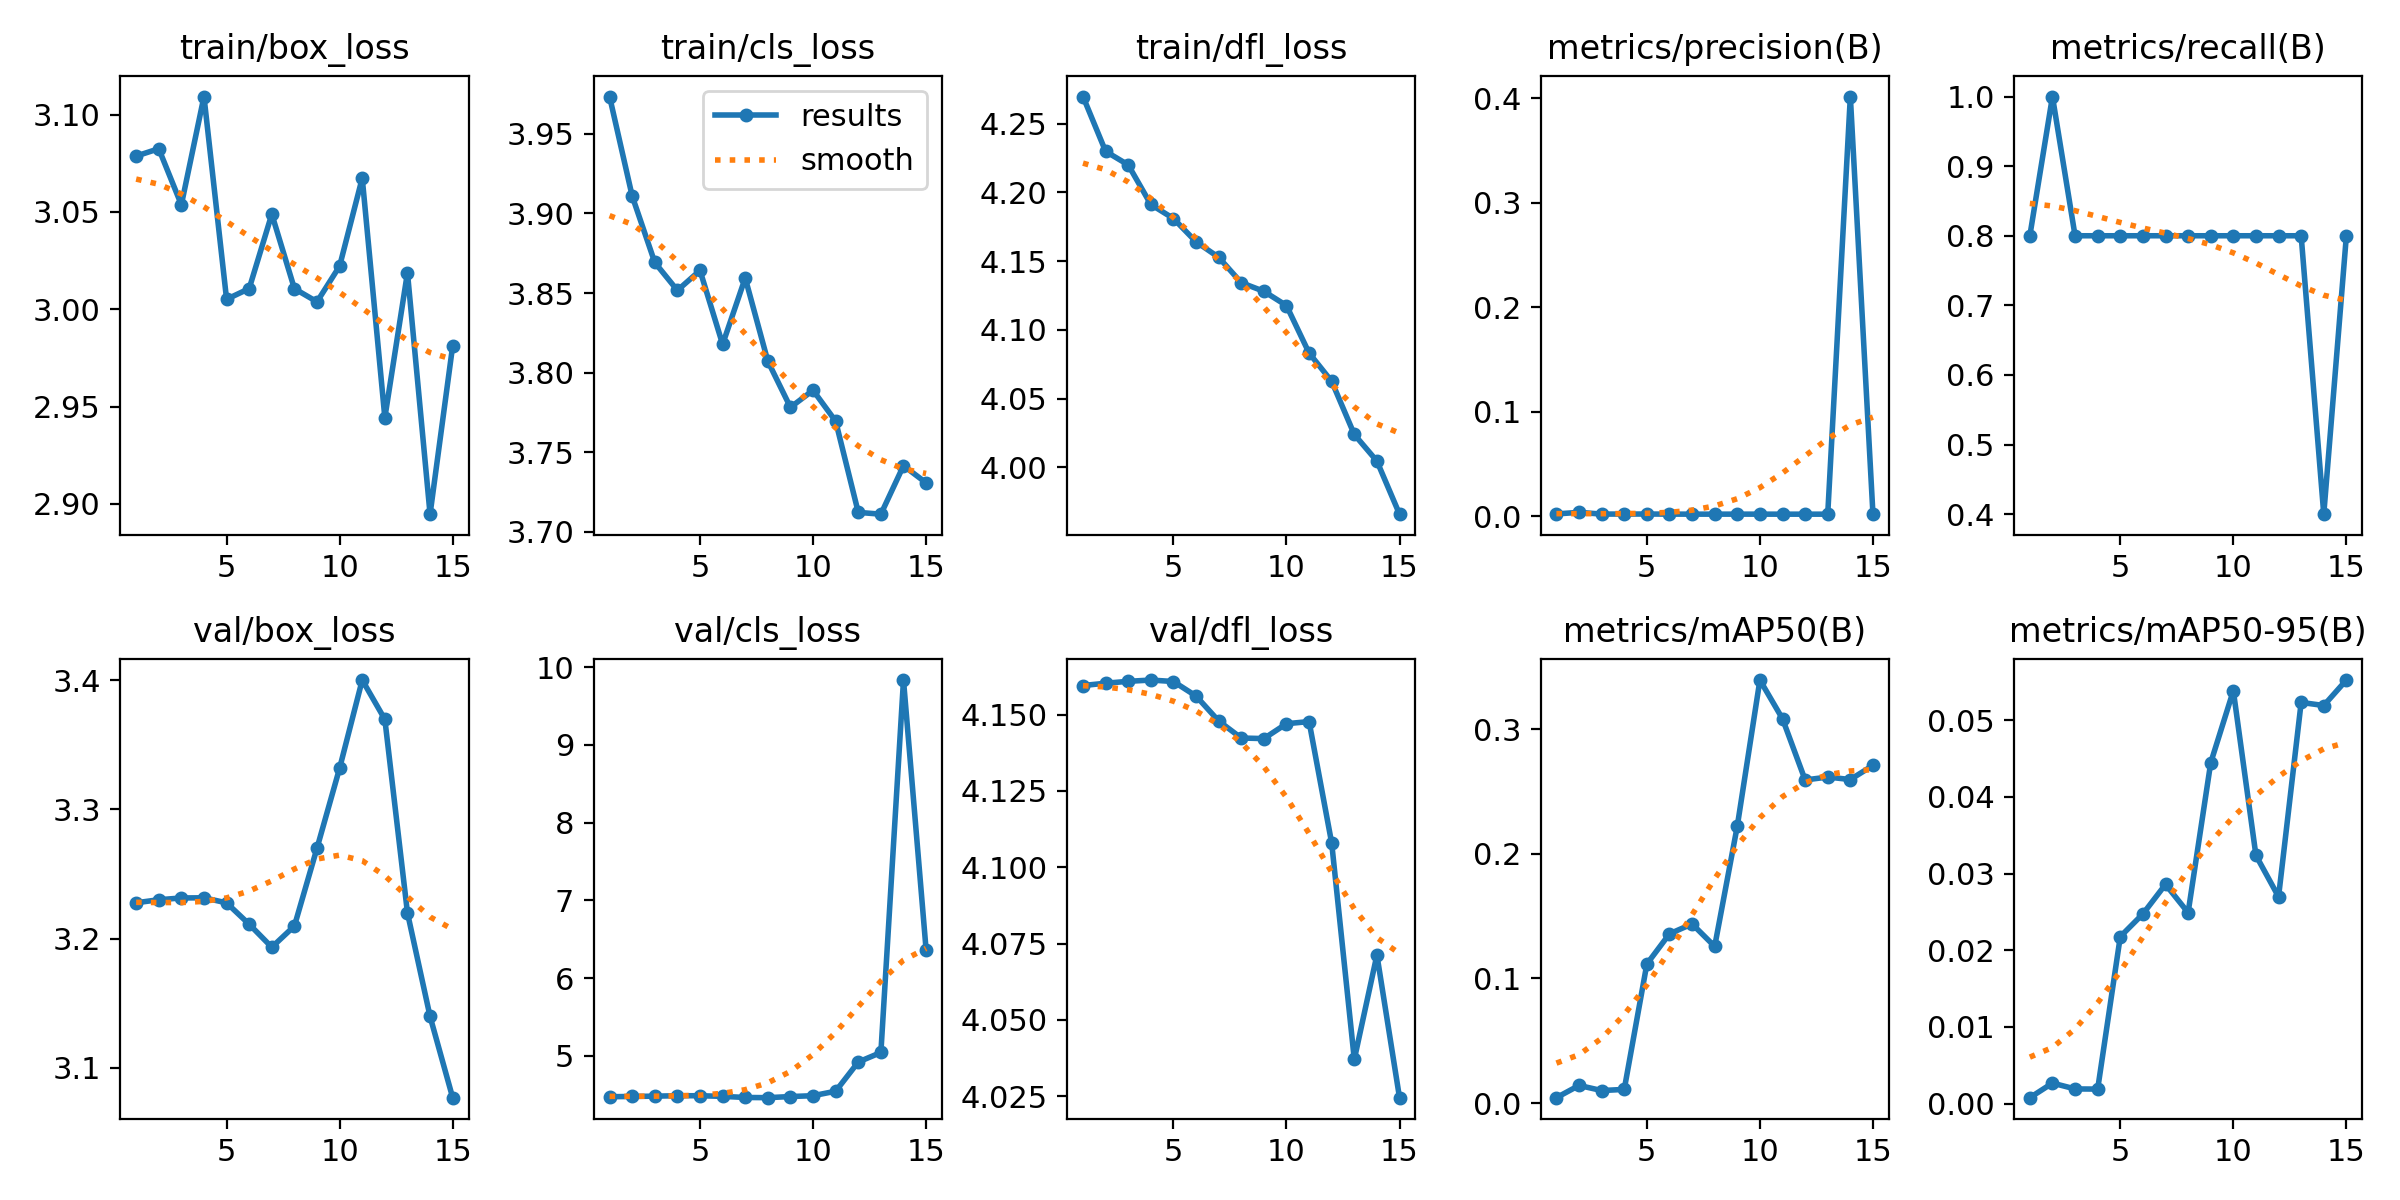 train/box_loss
train/cls_loss
train/dfl_loss
metrics/precision(B)
metrics/recall(B)
3.10
3.05
3.00
2.95
2.90
5 10 15
3.95
3.90
3.85
3.80
3.75
3.70
results
smooth
5 10 15
4.25
4.20
4.15
4.10
4.05
4.00
5 10 15
0.4
0.3
0.2
0.1
0.0
5 10 15
1.0
0.9
0.8
0.7
0.6
0.5
0.4
5 10 15
val/box_loss
val/cls_loss
val/dfl_loss
metrics/mAP50(B)
metrics/mAP50-95(B)
3.4
3.3
3.2
3.1
5 10 15
10
9
8
7
6
5
5 10 15
4.150
4.125
4.100
4.075
4.050
4.025
5 10 15
0.3
0.2
0.1
0.0
5 10 15
0.05
0.04
0.03
0.02
0.01
0.00
5 10 15